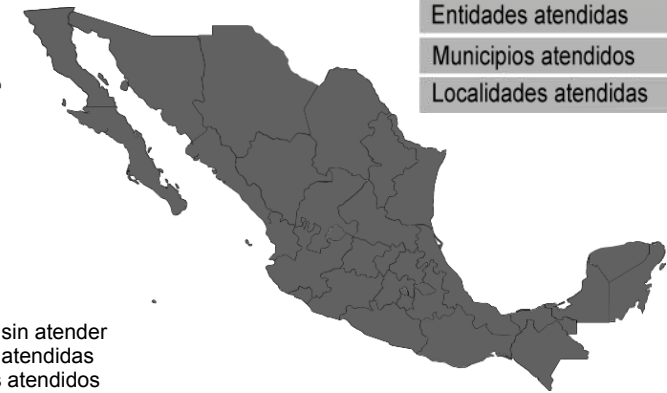 Entidades atendidas
Municipios atendidos
Localidades atendidas
sin atender
atendidas
atendidos